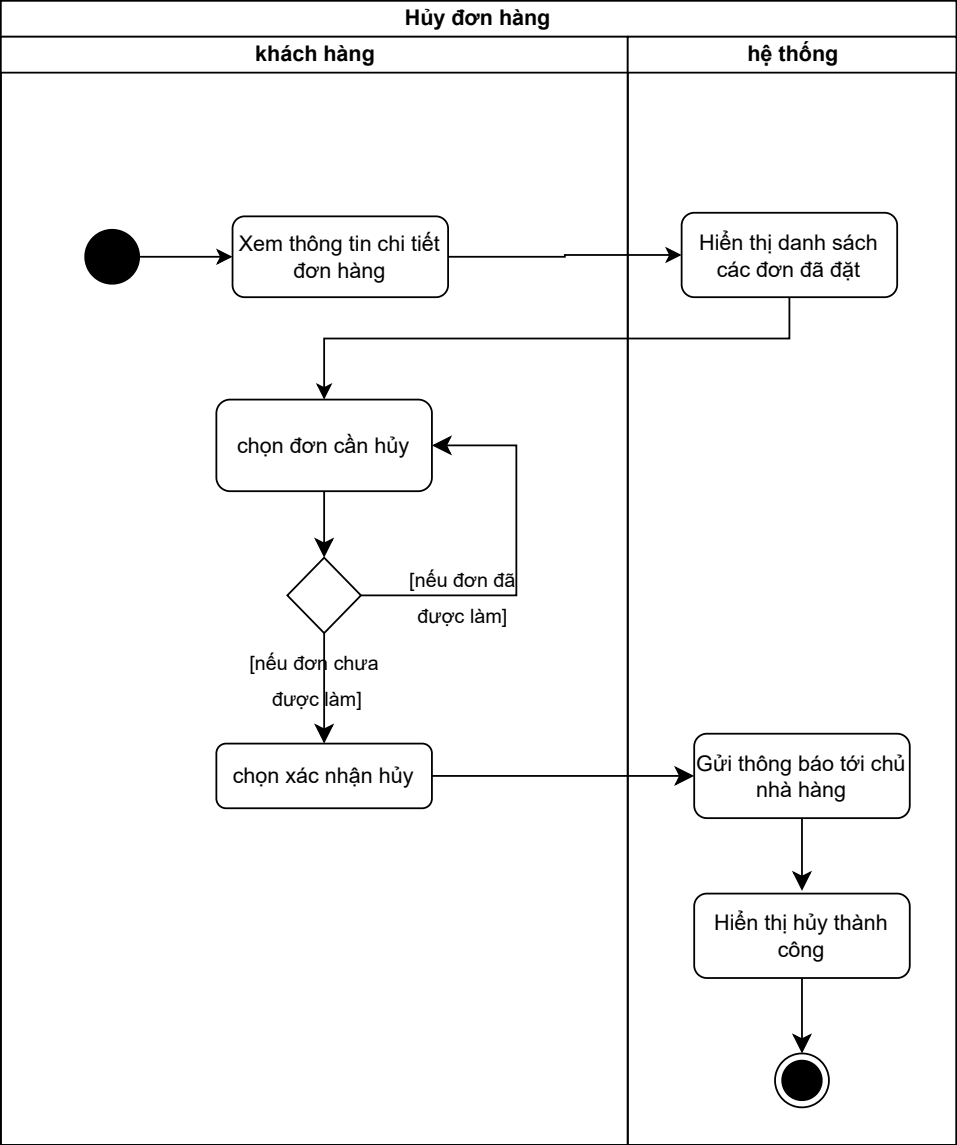 Hủy đơn hàng
khách hàng
hệ thống
Xem thông tin chi tiết
đơn hàng
Hiển thị danh sách
các đơn đã đặt
chọn đơn cần hủy
[nếu đơn đã
được làm]
[nếu đơn chưa
được làm]
chọn xác nhận hủy
Gửi thông báo tới chủ
nhà hàng
Hiển thị hủy thành
công